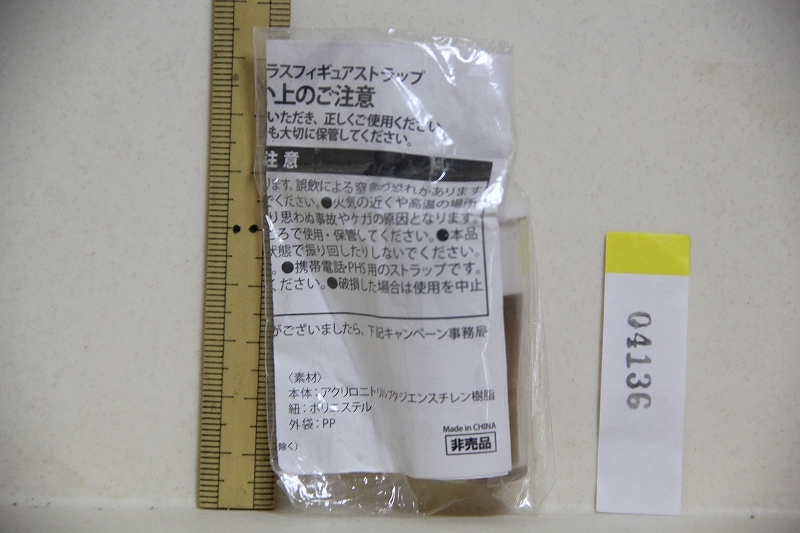 ラスフィギュアストラップ
い上のご注意
いただき、正しくご使用ください。
も大切に保管してください。
注意
ります。誤飲による窒息の恐れがあります
でください。●火気の近くや高温の場所
り思わぬ事故やケガの原因となります。
ころで使用・保管してください。●本品
状態で振り回したりしないでください。
。●携帯電話・PHS用のストラップです。
ください。●破損した場合は使用を中止
がございましたら、下記キャンペーン事務局
〈素材〉
本体：アクリロニトリルブタジエンスチレン樹脂
紐：ポリエステル
外袋：PP
除く）
Made in CHINA
非売品
04136